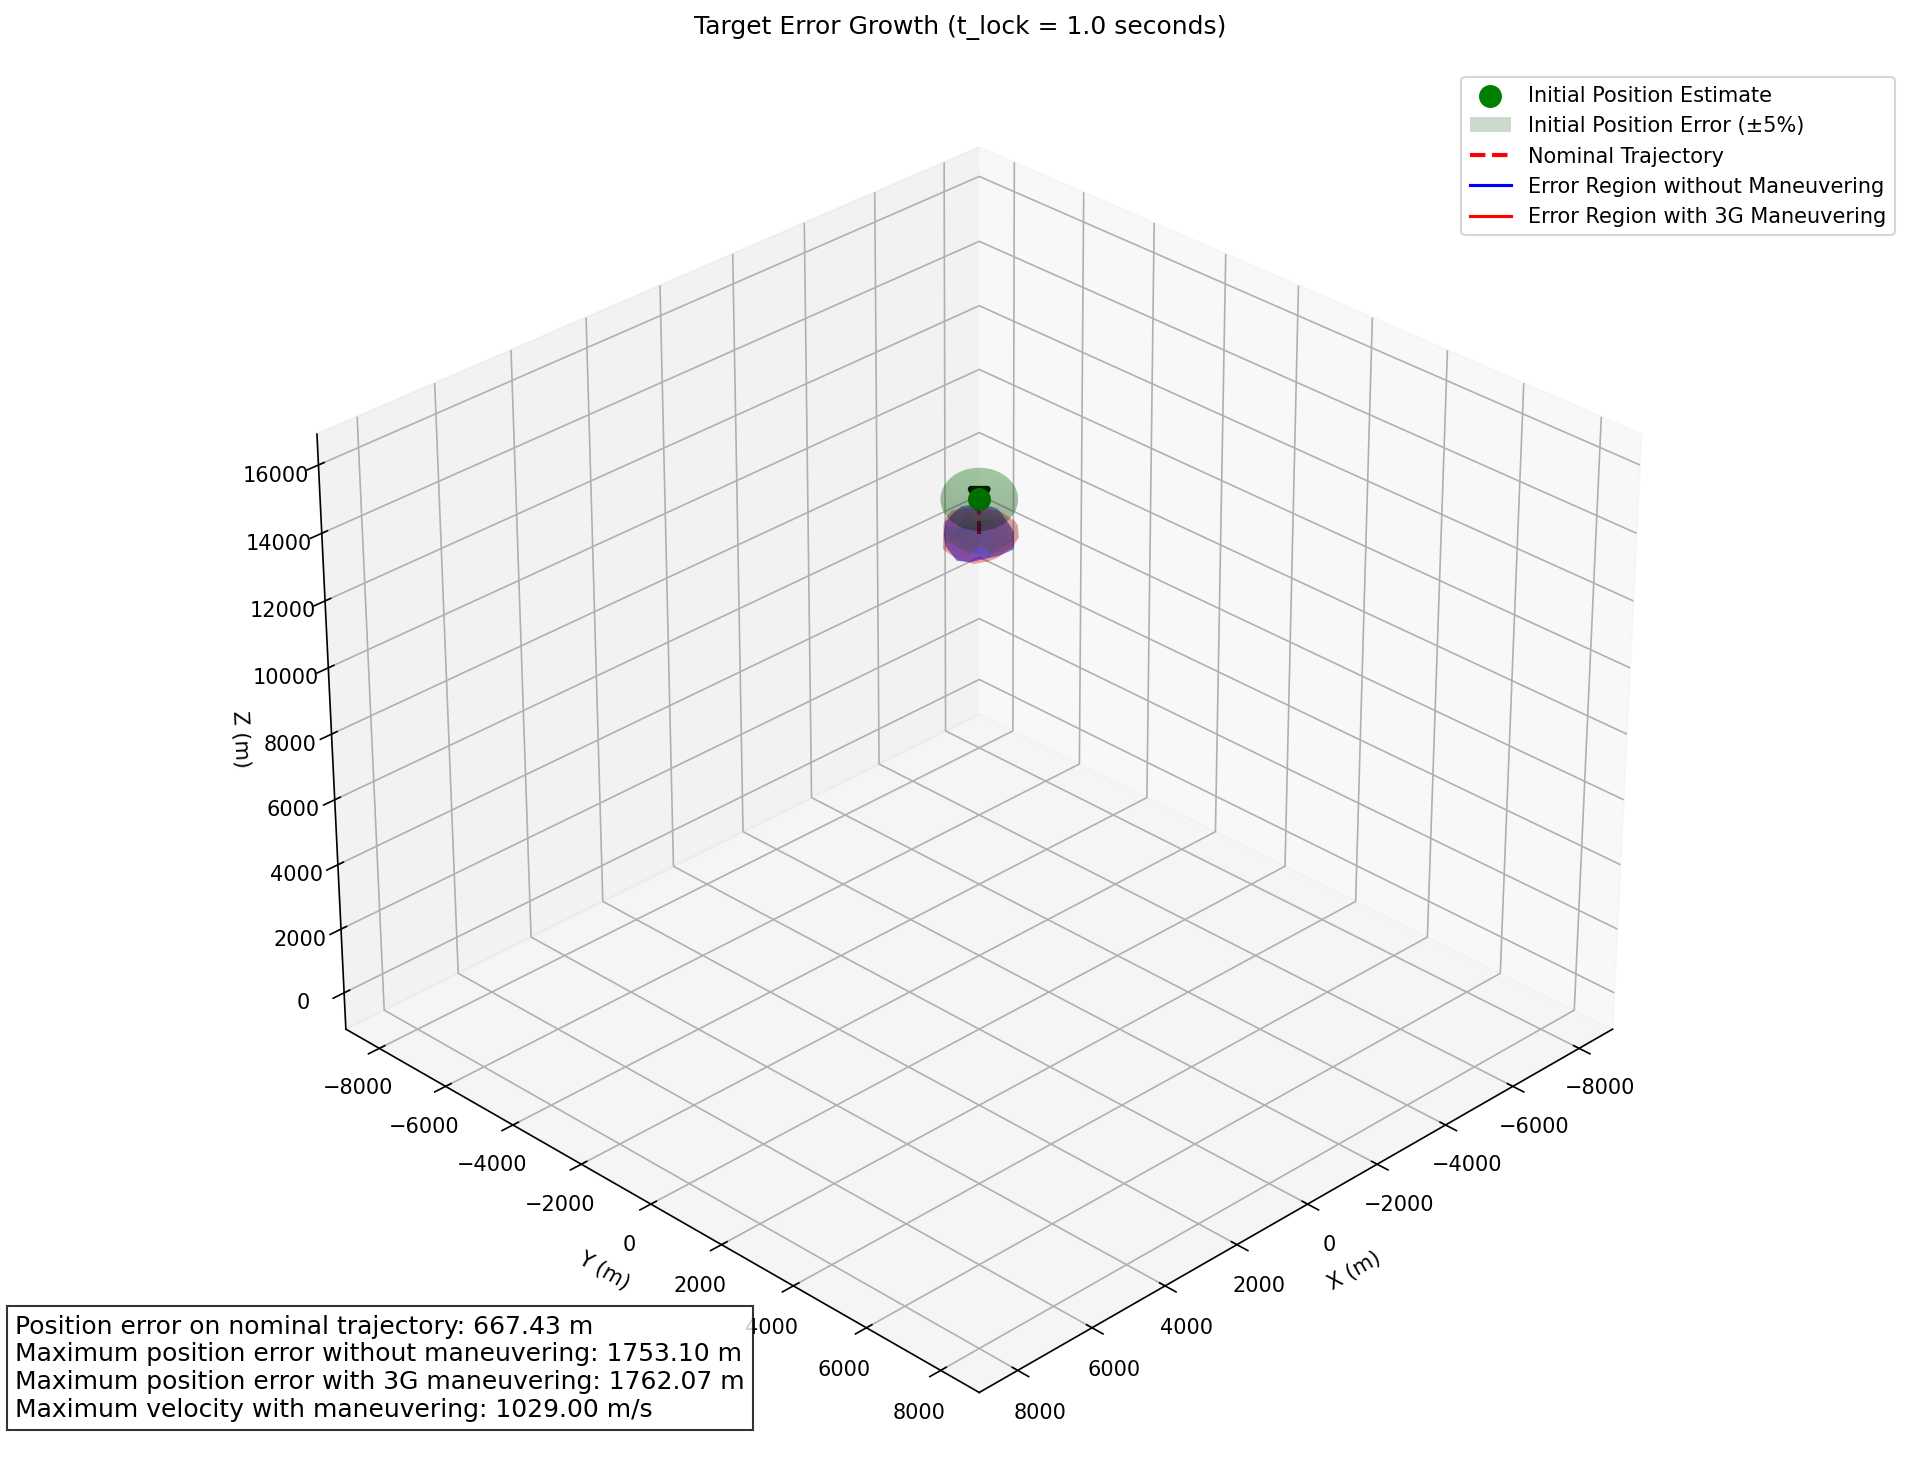 Target Error Growth (t_lock = 1.0 seconds)
Initial Position Estimate
Initial Position Error (±5%)
Nominal Trajectory
Error Region without Maneuvering
Error Region with 3G Maneuvering
16000
14000
12000
10000
8000
6000
4000
2000
0
Z (m)
−8000
−6000
−4000
−2000
0
2000
4000
6000
8000
Y (m)
−8000
−6000
−4000
−2000
0
2000
4000
6000
8000
X (m)
Position error on nominal trajectory: 667.43 m
Maximum position error without maneuvering: 1753.10 m
Maximum position error with 3G maneuvering: 1762.07 m
Maximum velocity with maneuvering: 1029.00 m/s